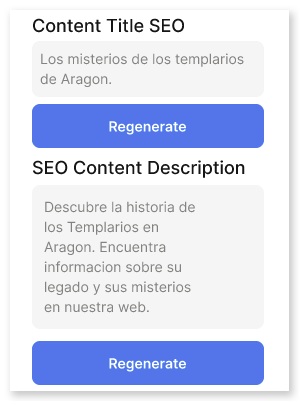 Content Title SEO
Los misterios de los templarios
de Aragon.
Regenerate
SEO Content Description
Descubre la historia de
los Templarios en
Aragon. Encuentra
informacion sobre su
legado y sus misterios
en nuestra web.
Regenerate